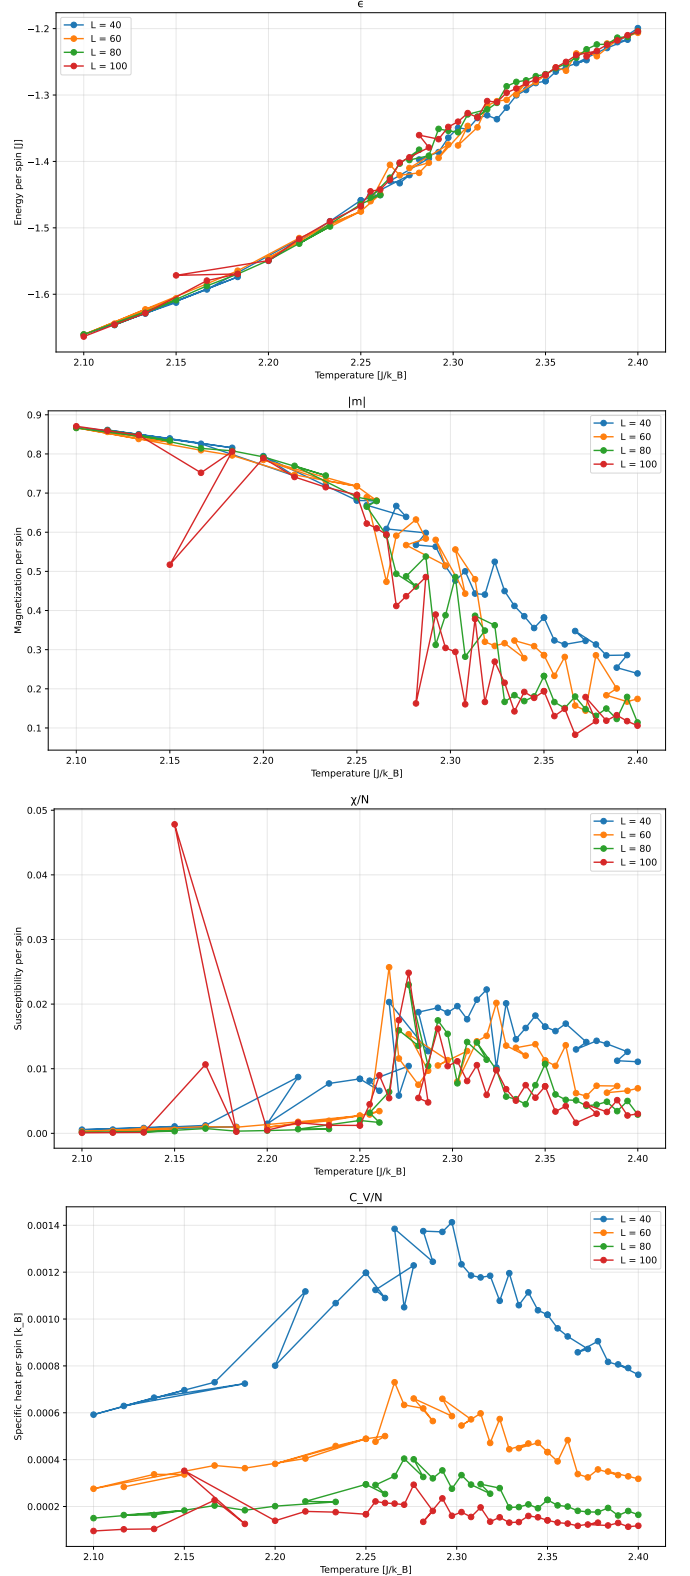 ϵ
L = 40
L = 60
L = 80
L = 100
Energy per spin [J]
−1.2
−1.3
−1.4
−1.5
−1.6
2.10 2.15 2.20 2.25 2.30 2.35 2.40
Temperature [J/k_B]
|m|
L = 40
L = 60
L = 80
L = 100
Magnetization per spin
0.9
0.8
0.7
0.6
0.5
0.4
0.3
0.2
0.1
2.10 2.15 2.20 2.25 2.30 2.35 2.40
Temperature [J/k_B]
χ/N
L = 40
L = 60
L = 80
L = 100
Susceptibility per spin
0.05
0.04
0.03
0.02
0.01
0.00
2.10 2.15 2.20 2.25 2.30 2.35 2.40
Temperature [J/k_B]
C_V/N
L = 40
L = 60
L = 80
L = 100
Specific heat per spin [k_B]
0.0014
0.0012
0.0010
0.0008
0.0006
0.0004
0.0002
2.10 2.15 2.20 2.25 2.30 2.35 2.40
Temperature [J/k_B]